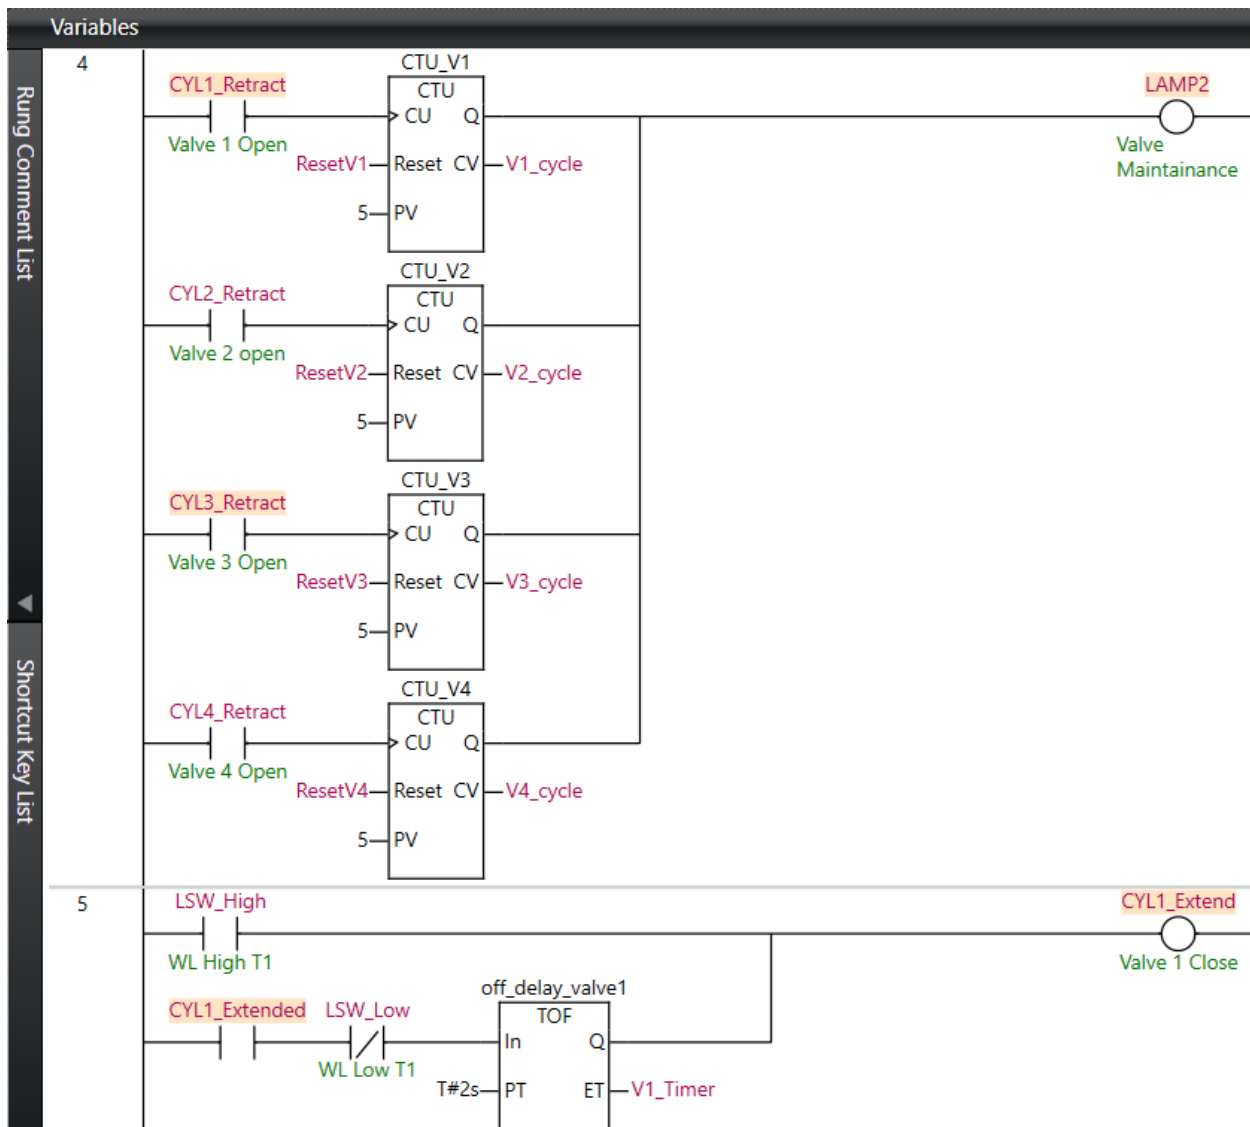 Variables
Rung Comment List
Shortcut Key List
4
CYL1_Retract
Valve 1 Open
CTU_V1
CTU
CU Q
ResetV1 Reset CV V1_cycle
5 PV
LAMP2
Valve
Maintainance
CYL2_Retract
Valve 2 open
CTU_V2
CTU
CU Q
ResetV2 Reset CV V2_cycle
5 PV
CYL3_Retract
Valve 3 Open
CTU_V3
CTU
CU Q
ResetV3 Reset CV V3_cycle
5 PV
CYL4_Retract
Valve 4 Open
CTU_V4
CTU
CU Q
ResetV4 Reset CV V4_cycle
5 PV
5
LSW_High
WL High T1
CYL1_Extend
Valve 1 Close
CYL1_Extended
LSW_Low
WL Low T1
off_delay_valve1
TOF
In Q
T#2s PT ET V1_Timer